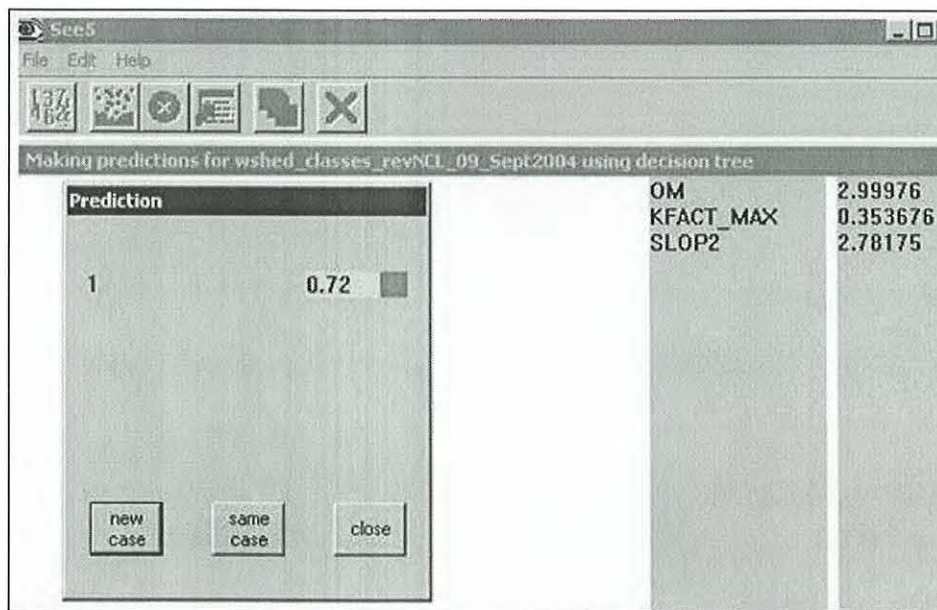 See5
File Edit Help
Making predictions for wshed_classes_revNCL_09_Sept2004 using decision tree
Prediction
1 0.72
new case
same case
close
OM 2.99976
KFACT_MAX 0.353676
SLOP2 2.78175